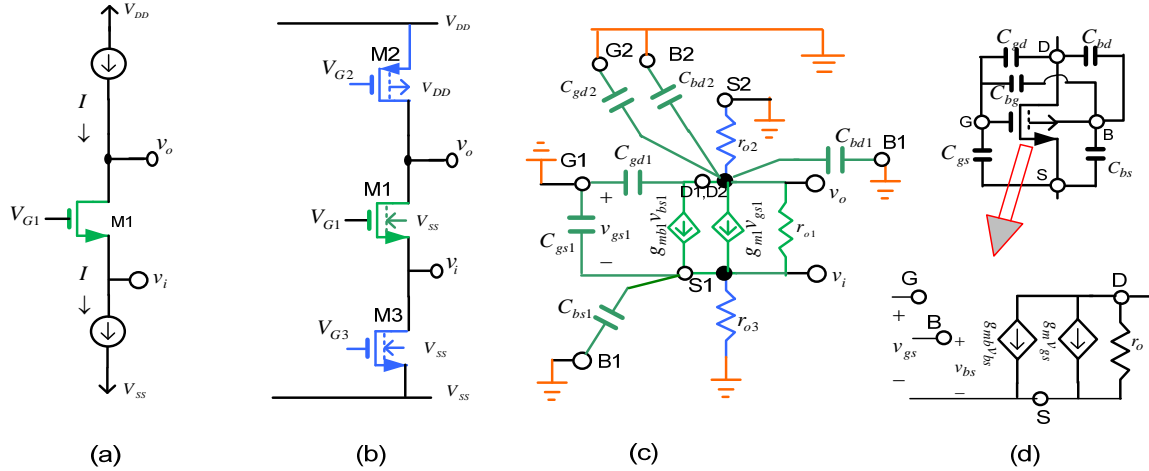 V_DD
I
↓
v_o
V_G1
M1
v_i
I
↓
V_SS
(a)
V_DD
M2
V_G2
V_DD
v_o
M1
V_G1
V_SS
v_i
M3
V_G3
V_SS
V_SS
(b)
G2
B2
C_gd2
C_bd2
S2
r_o2
C_bd1
B1
G1
C_gd1
D1,D2
v_o
+
v_gs1
−
C_gs1
g_mb1 v_bs1
g_m1 v_gs1
r_o1
S1
v_i
C_bs1
r_o3
B1
(c)
C_gd
D
C_bd
C_bg
G
B
C_gs
C_bs
S
G
D
+
B
v_gs
+
v_bs
−
−
g_mb v_bs
g_m v_gs
r_o
S
(d)